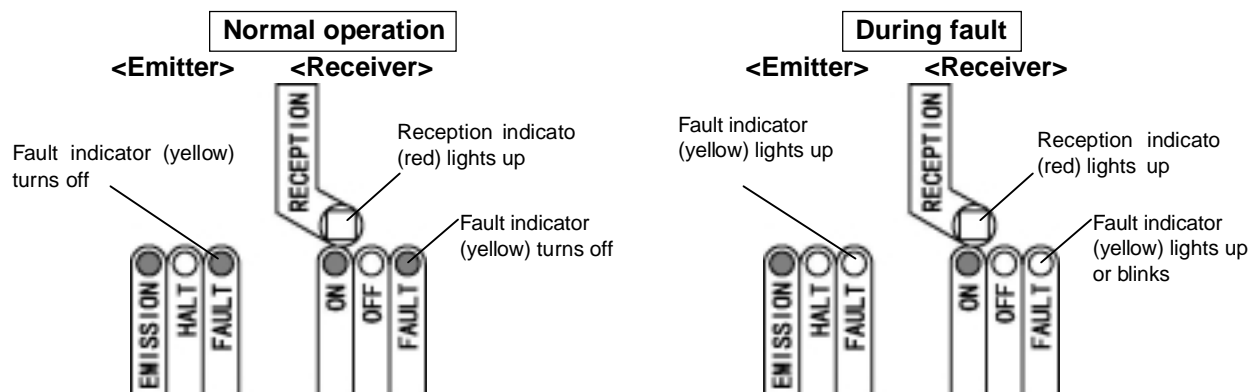 Normal operation
<Emitter>
<Receiver>
Fault indicator (yellow)
turns off
RECEPTION
Reception indicato
(red) lights up
Fault indicator
(yellow) turns off
EMISSION
HALT
FAULT
ON
OFF
FAULT
During fault
<Emitter>
<Receiver>
Fault indicator
(yellow) lights up
RECEPTION
Reception indicato
(red) lights up
Fault indicator
(yellow) lights up
or blinks
EMISSION
HALT
FAULT
ON
OFF
FAULT